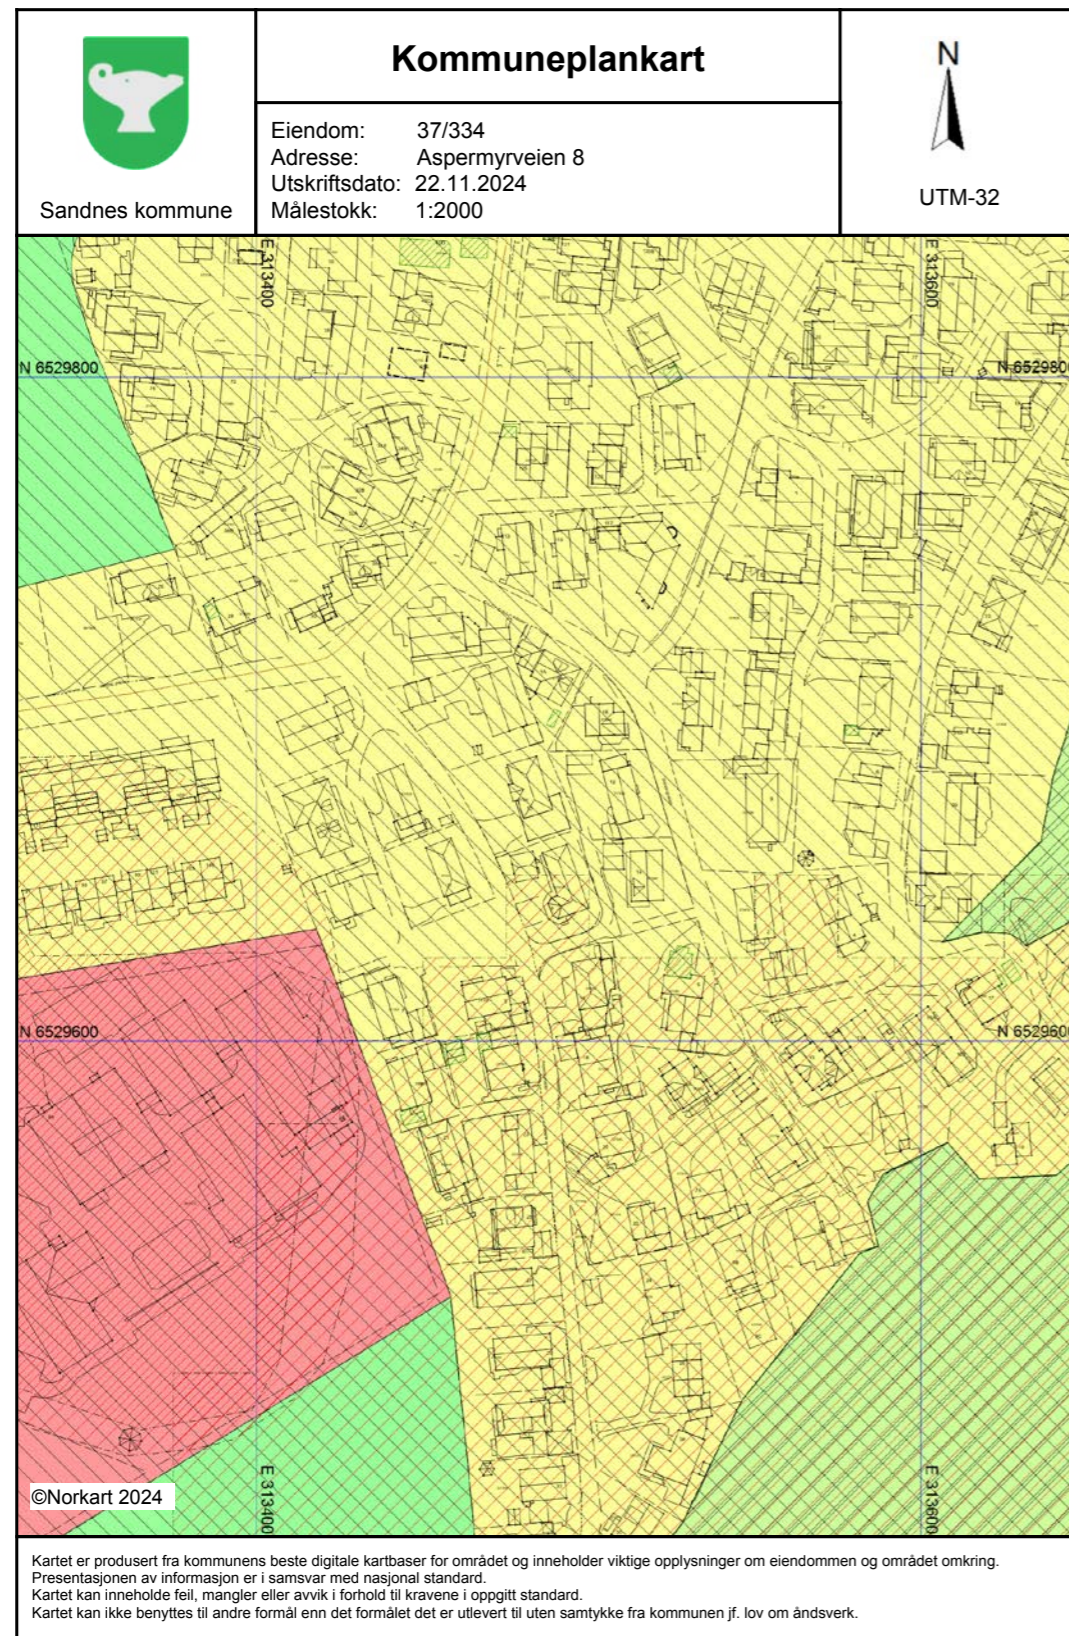 Kommuneplankart
Eiendom: 37/334
Adresse: Aspermyrveien 8
Utskriftsdato: 22.11.2024
Målestokk: 1:2000
Sandnes kommune
N
UTM-32
E 313400
E 313600
N 6529800
N 6529800
N 6529600
N 6529600
E 313400
E 313600
©Norkart 2024
Kartet er produsert fra kommunens beste digitale kartbaser for området og inneholder viktige opplysninger om eiendommen og området omkring.
Presentasjonen av informasjon er i samsvar med nasjonal standard.
Kartet kan inneholde feil, mangler eller avvik i forhold til kravene i oppgitt standard.
Kartet kan ikke benyttes til andre formål enn det formålet det er utlevert til uten samtykke fra kommunen jf. lov om åndsverk.